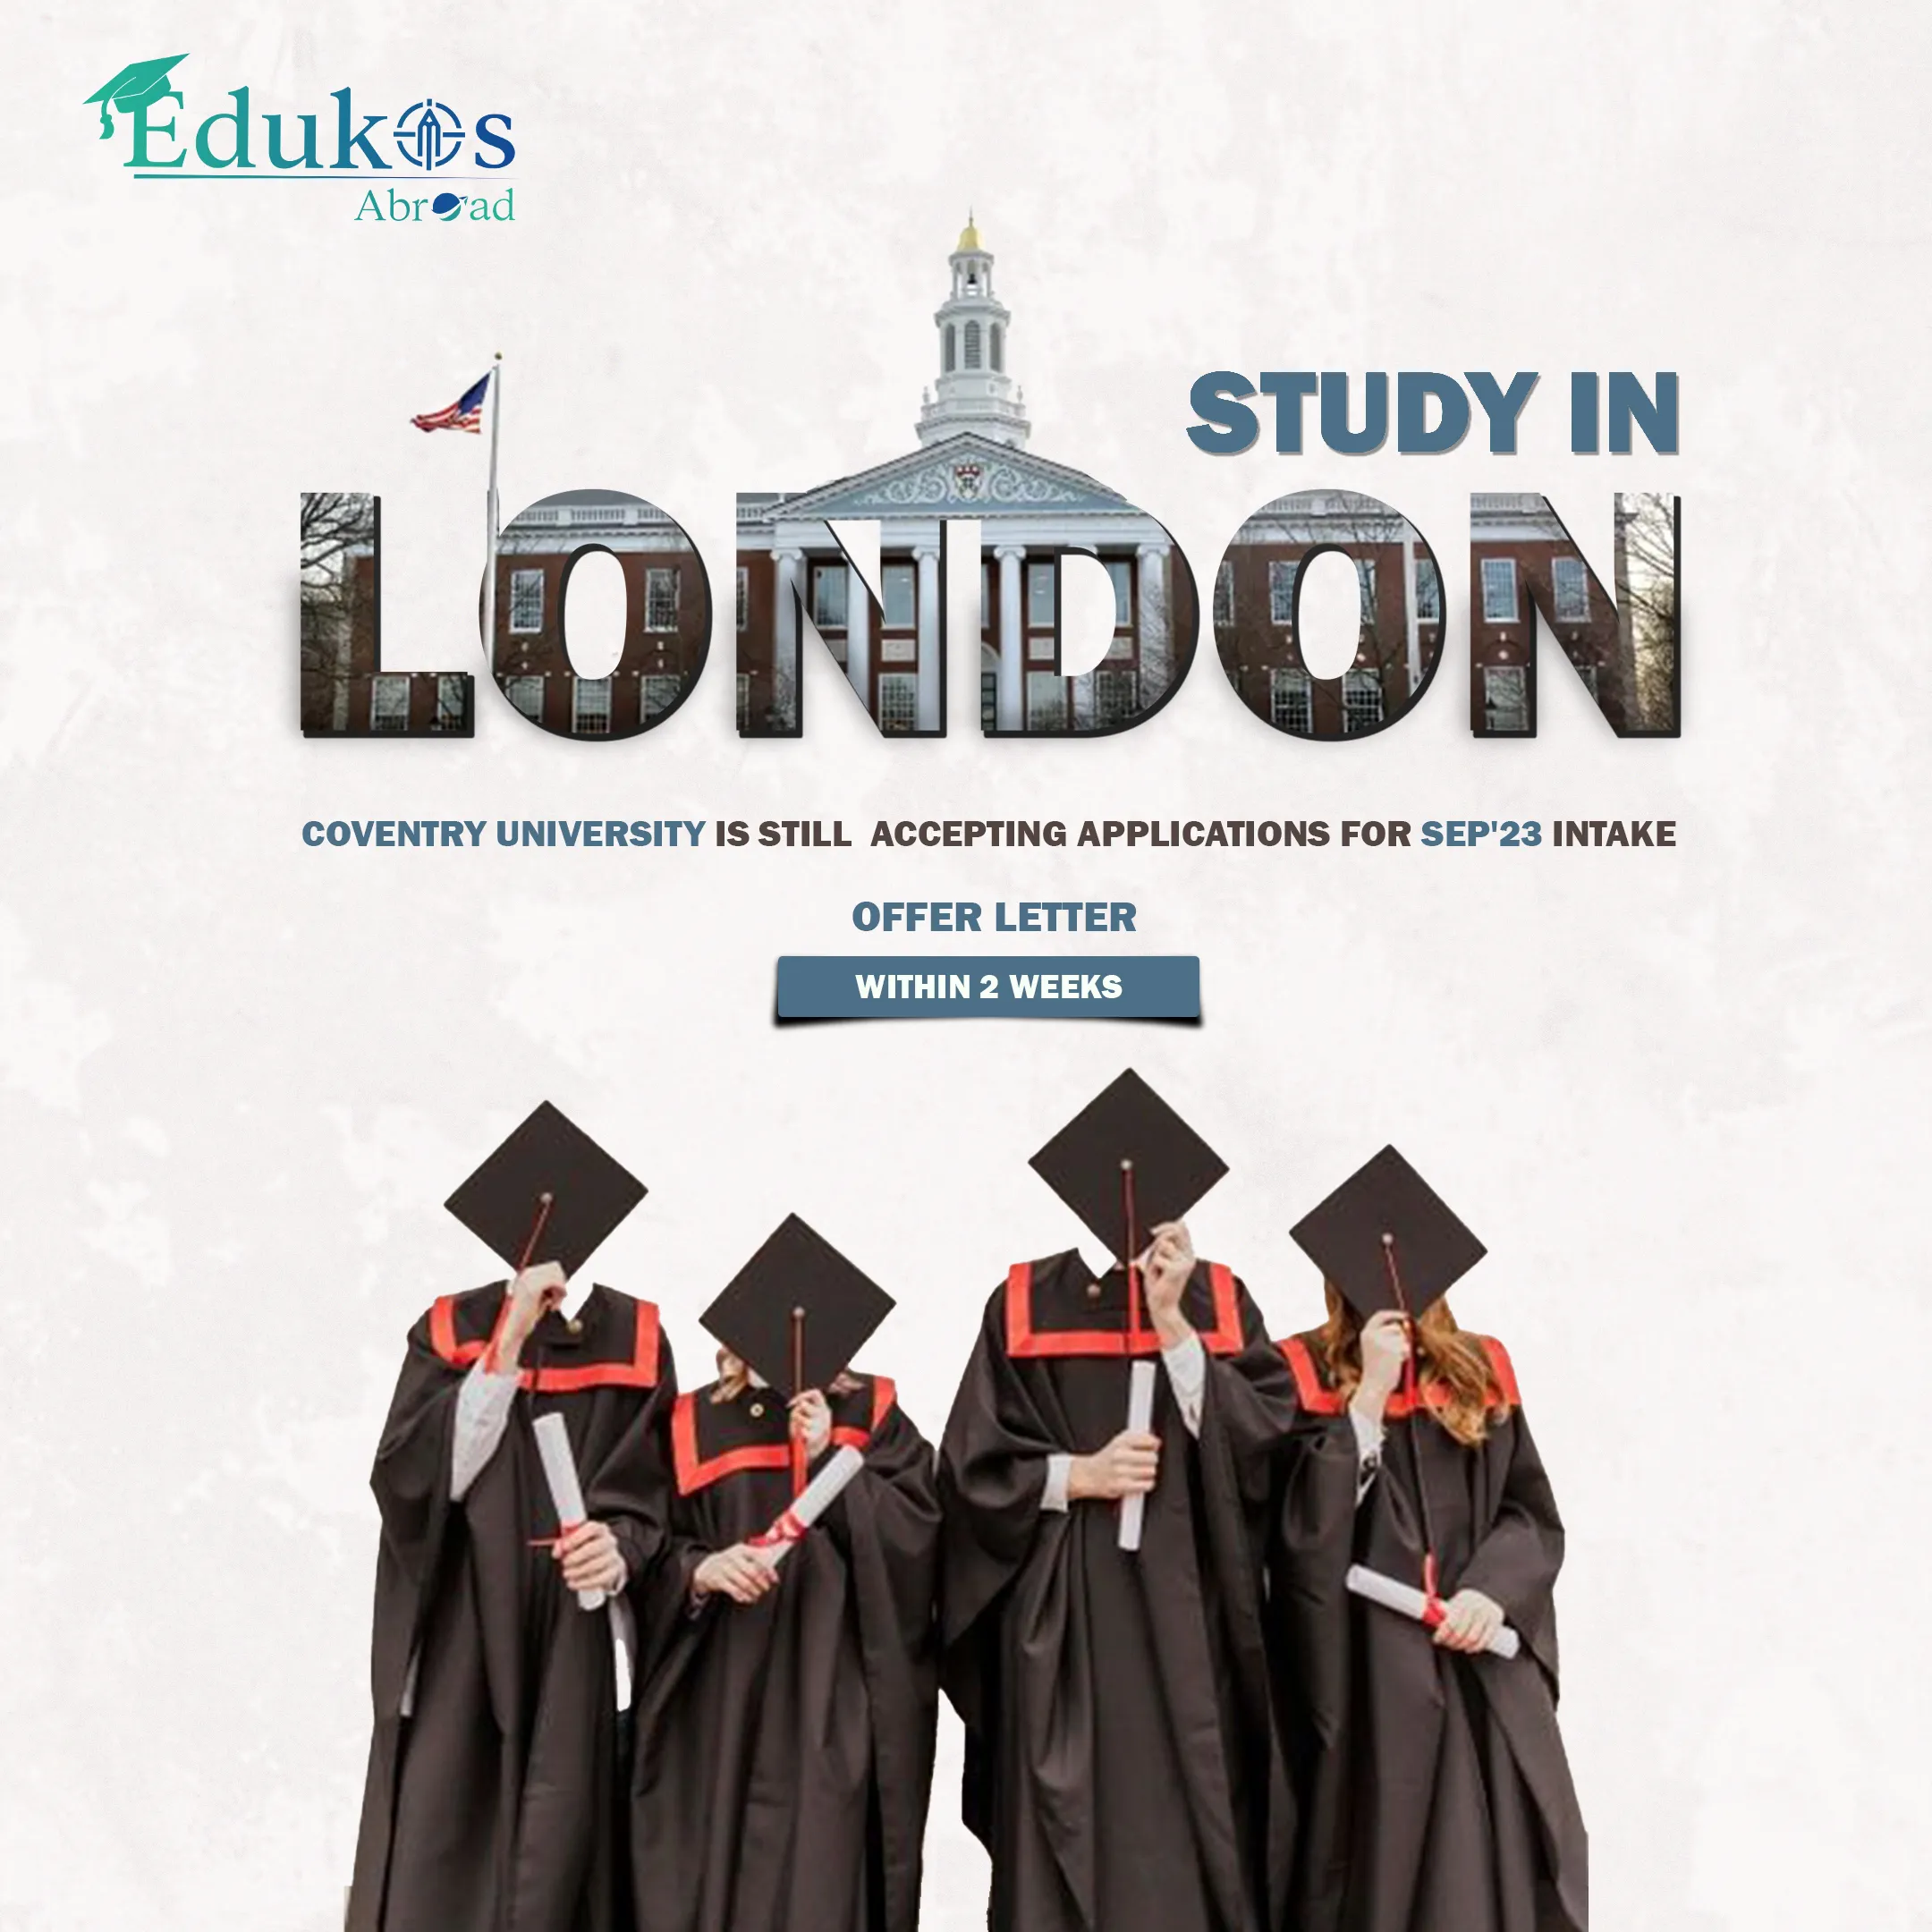 Edukos
Abroad
STUDY IN
LONDON
COVENTRY UNIVERSITY IS STILL ACCEPTING APPLICATIONS FOR SEP'23 INTAKE
OFFER LETTER
WITHIN 2 WEEKS